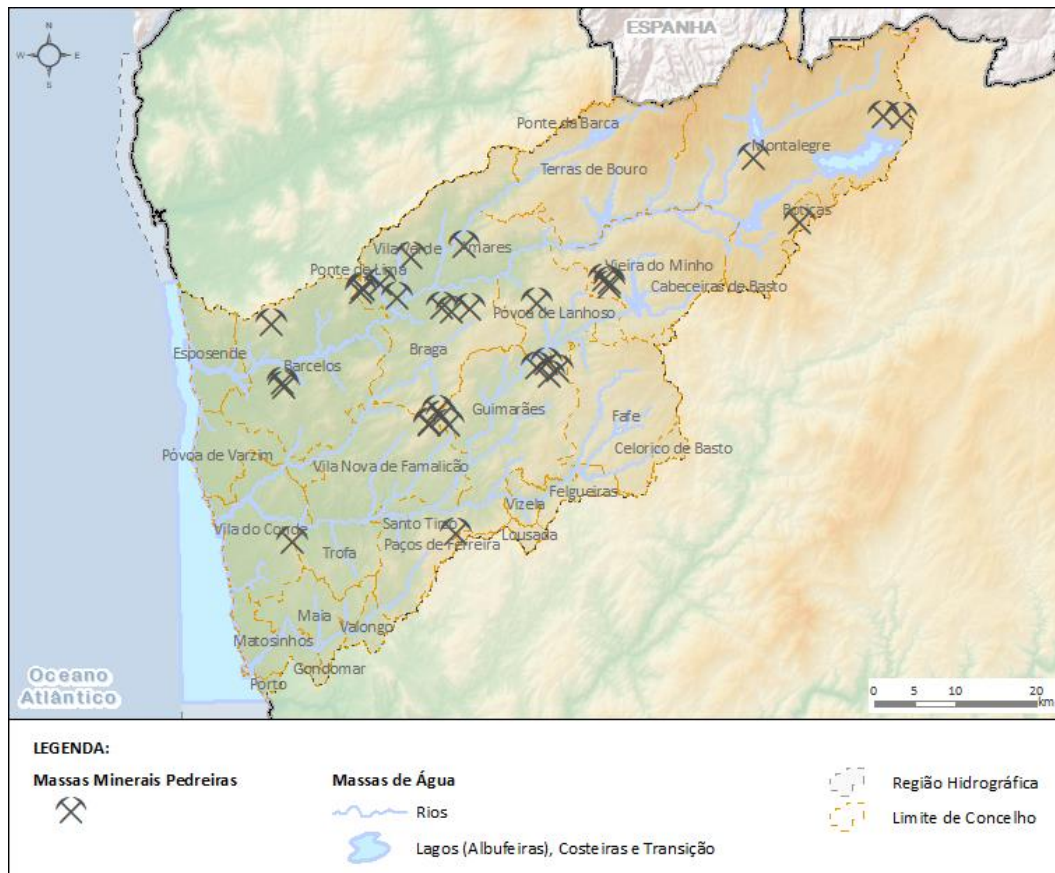 N
W
E
S
ESPANHA
Ponte da Barca
Montalegre
Terras de Bouro
Boticas
Vila Verde
Amares
Ponte de Lima
Vieira do Minho
Cabeceiras de Basto
Póvoa de Lanhoso
Esposende
Braga
Barcelos
Guimarães
Fafe
Celorico de Basto
Póvoa de Varzim
Vila Nova de Famalicão
Felgueiras
Vizela
Vila do Conde
Santo Tirso
Lousada
Paços de Ferreira
Trofa
Maia
Valongo
Matosinhos
Gondomar
Porto
Oceano
Atlântico
0 5 10 20
km
LEGENDA:
Massas Minerais Pedreiras
Massas de Água
Rios
Lagos (Albufeiras), Costeiras e Transição
Região Hidrográfica
Limite de Concelho